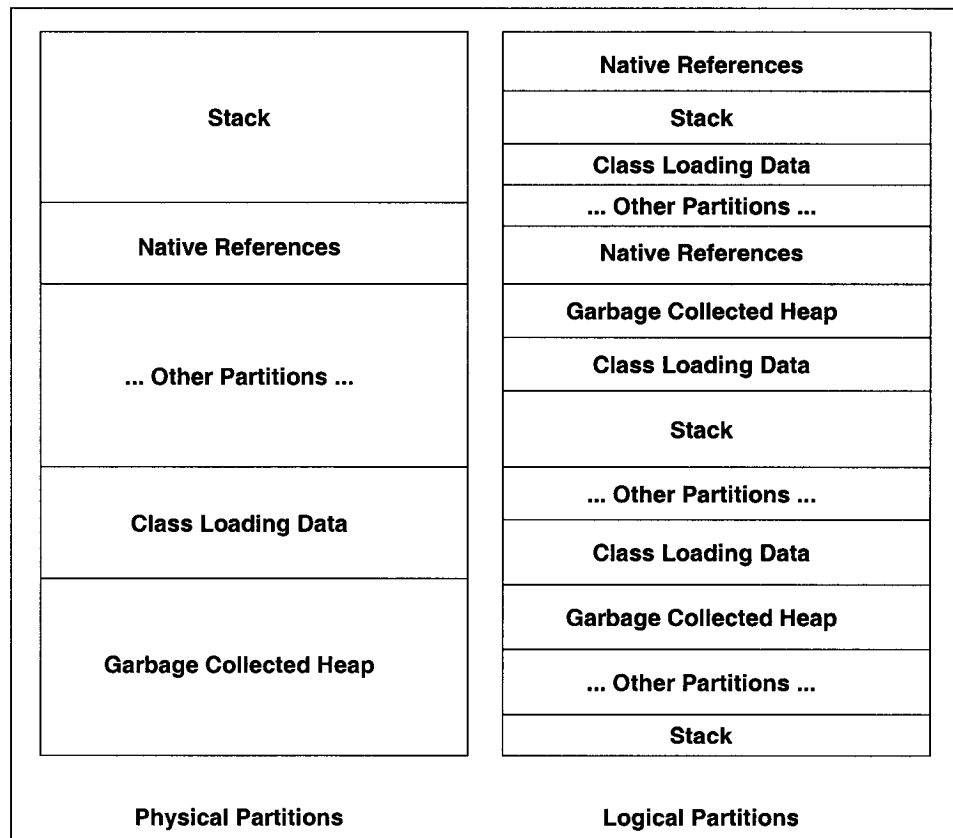 Stack
Native References
... Other Partitions ...
Class Loading Data
Garbage Collected Heap
Physical Partitions
Native References
Stack
Class Loading Data
... Other Partitions ...
Native References
Garbage Collected Heap
Class Loading Data
Stack
... Other Partitions ...
Class Loading Data
Garbage Collected Heap
... Other Partitions ...
Stack
Logical Partitions